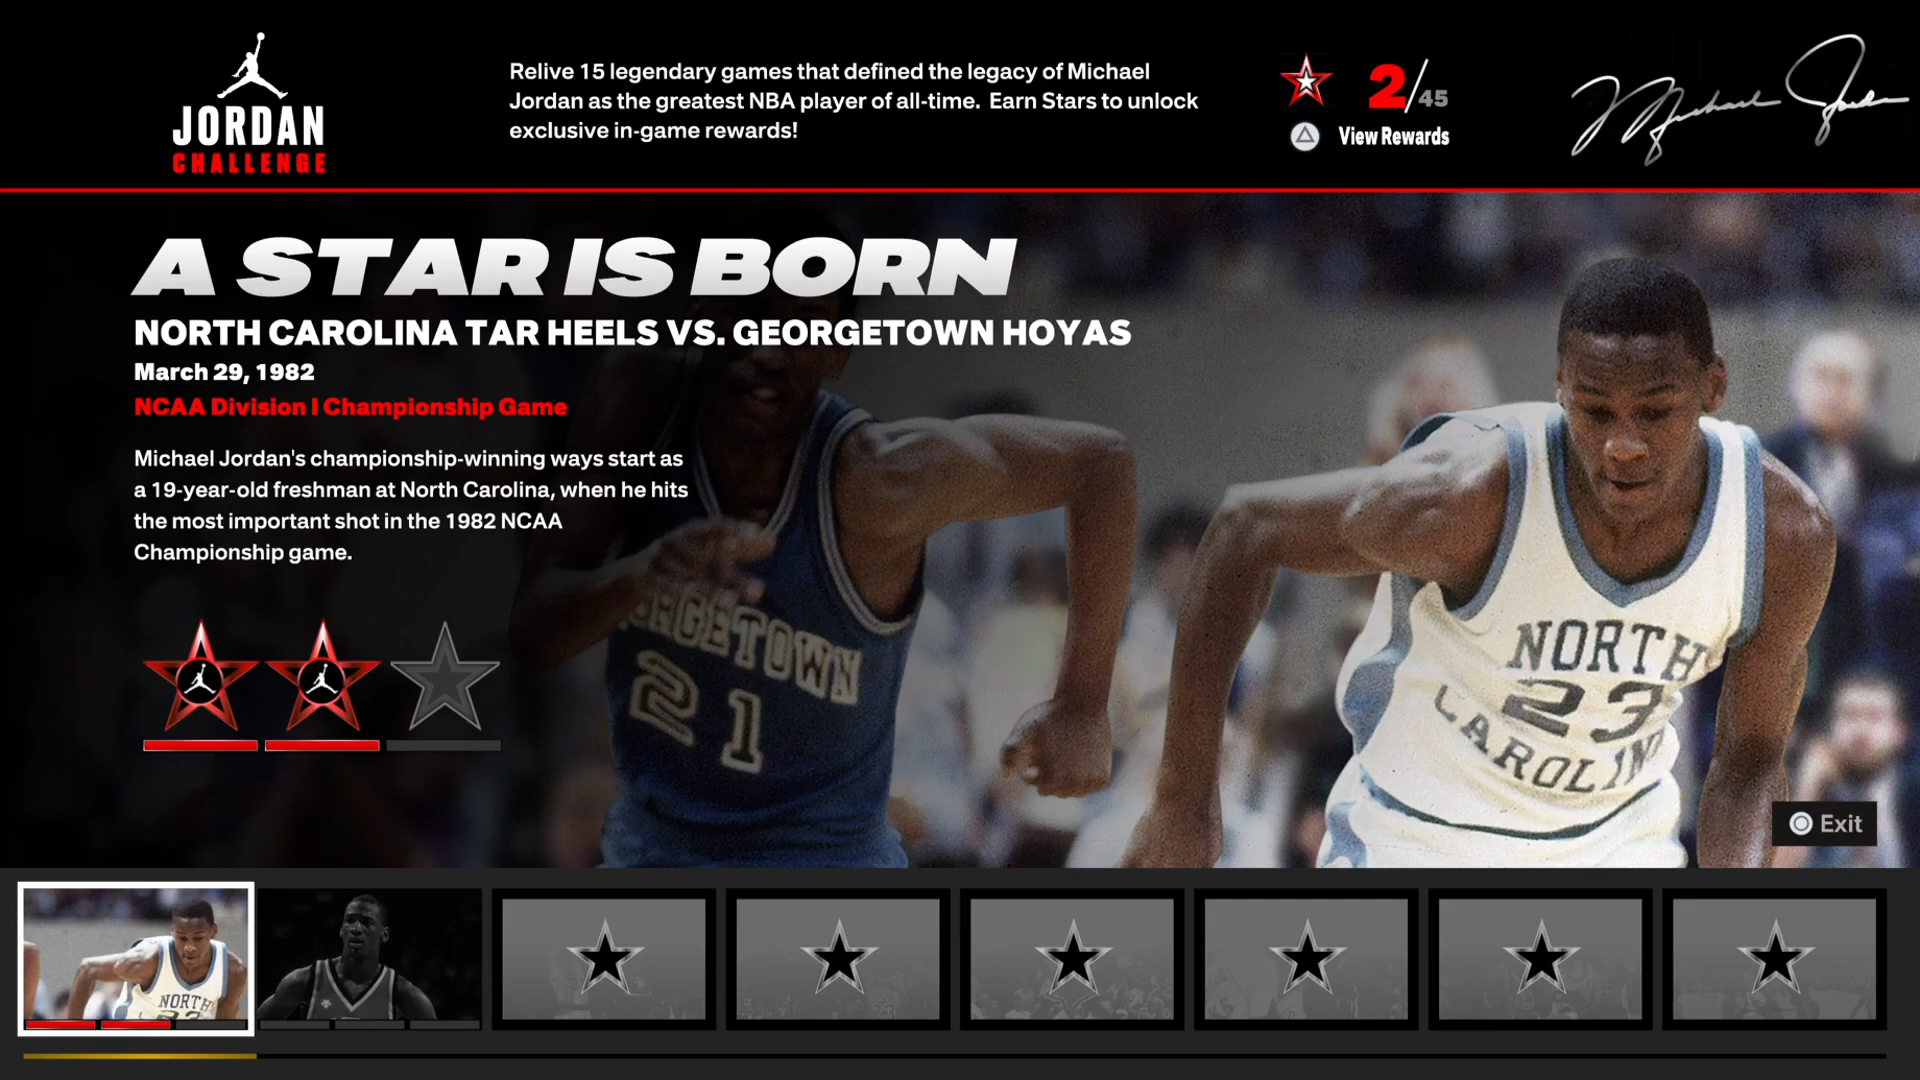 JORDAN
CHALLENGE
Relive 15 legendary games that defined the legacy of Michael
Jordan as the greatest NBA player of all-time. Earn Stars to unlock
exclusive in-game rewards!
2/45
View Rewards
Michael Jordan
A STAR IS BORN
NORTH CAROLINA TAR HEELS VS. GEORGETOWN HOYAS
March 29, 1982
NCAA Division I Championship Game
Michael Jordan's championship-winning ways start as
a 19-year-old freshman at North Carolina, when he hits
the most important shot in the 1982 NCAA
Championship game.
RGETOWN
21
NORTH
23
CAROLINA
Exit
NORTH
23